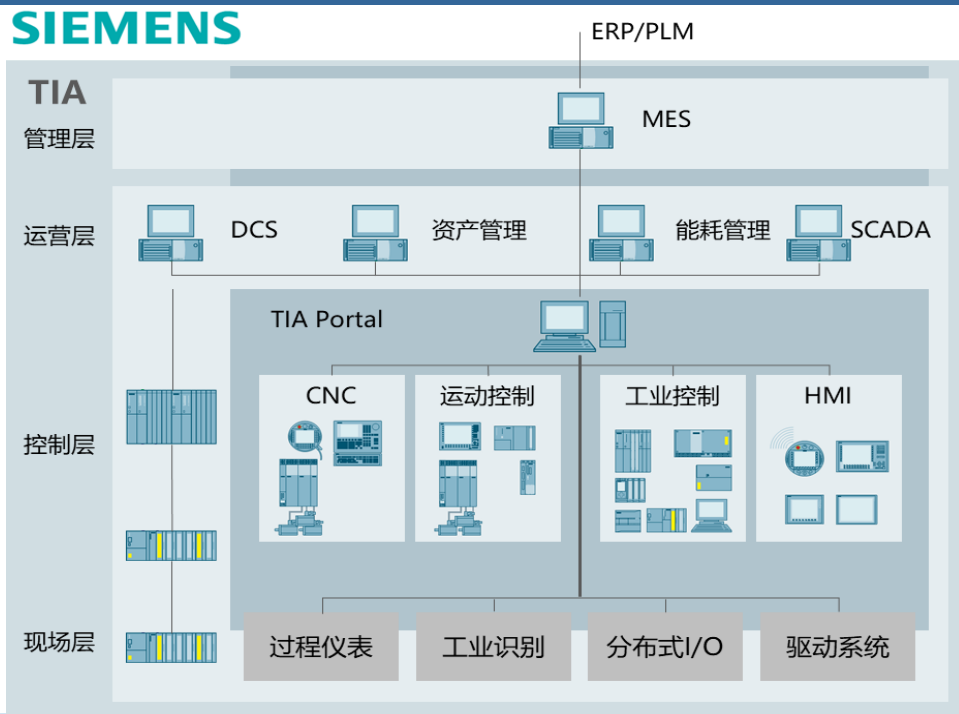 SIEMENS
ERP/PLM
TIA
管理层
MES
运营层
DCS
资产管理
能耗管理
SCADA
TIA Portal
控制层
CNC
运动控制
工业控制
HMI
现场层
过程仪表
工业识别
分布式I/O
驱动系统